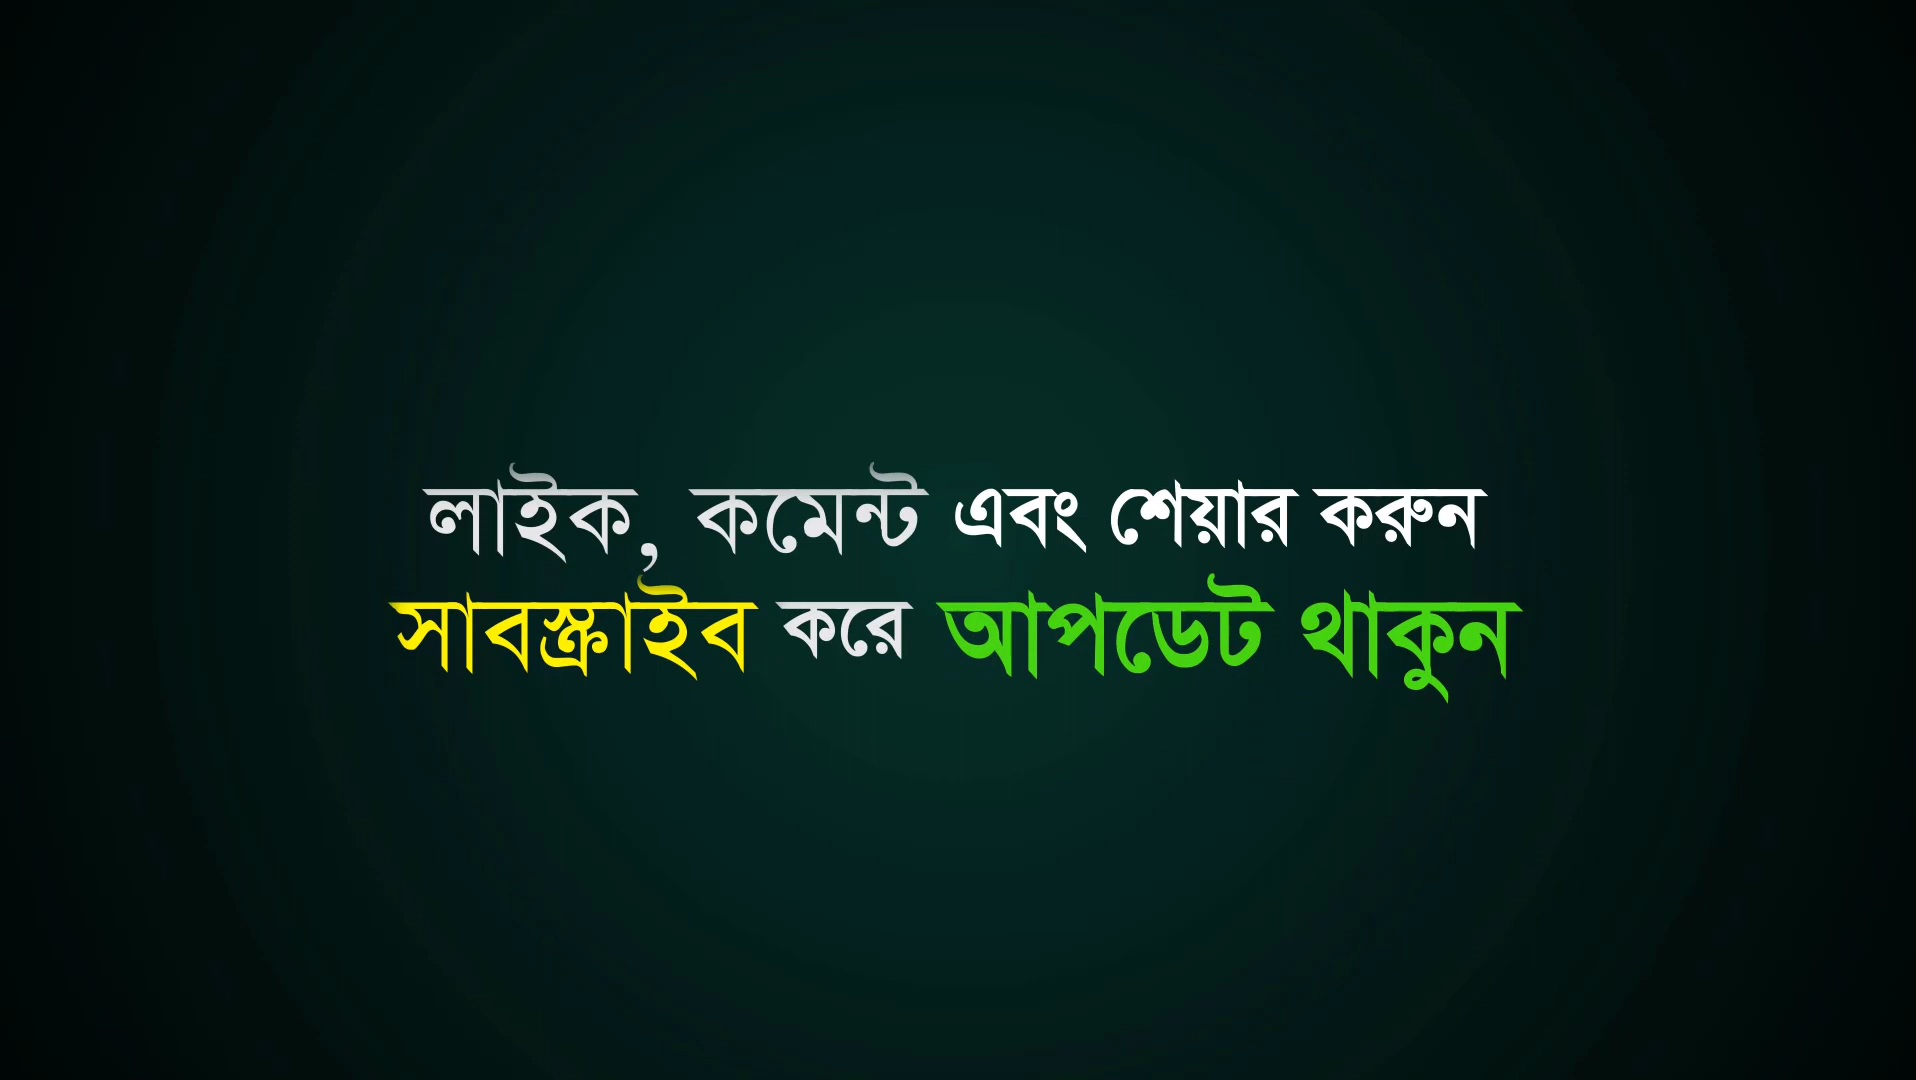 লাইক, কমেন্ট এবং শেয়ার করুন
সাবস্ক্রাইব করে আপডেট থাকুন